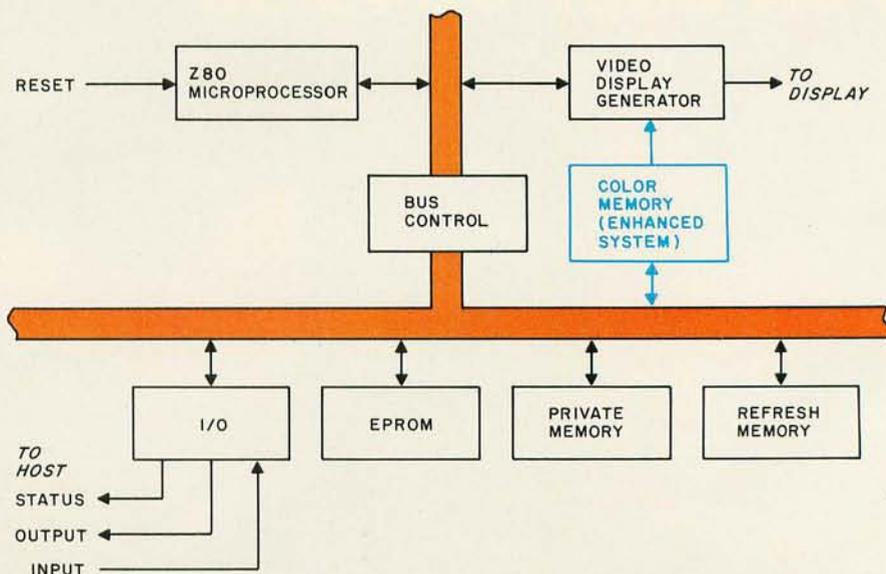 RESET
Z80
MICROPROCESSOR
VIDEO
DISPLAY
GENERATOR
TO
DISPLAY
BUS
CONTROL
COLOR
MEMORY
(ENHANCED
SYSTEM)
I/O
EPROM
PRIVATE
MEMORY
REFRESH
MEMORY
TO
HOST
STATUS
OUTPUT
INPUT